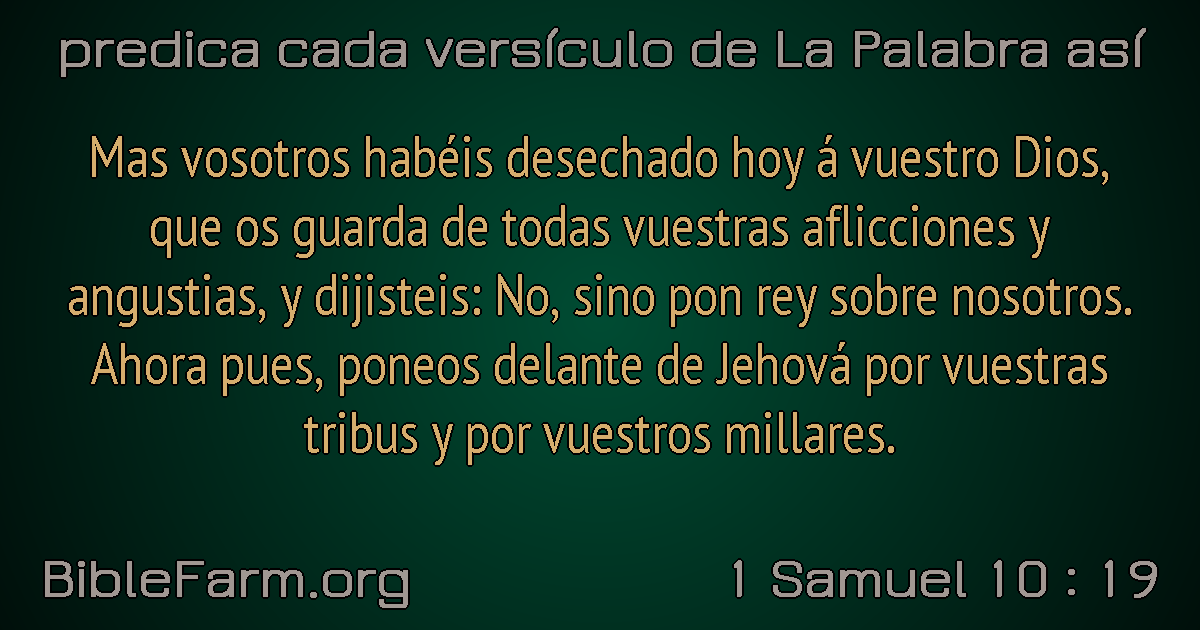 predica cada versículo de La Palabra así
Mas vosotros habéis desechado hoy á vuestro Dios,
que os guarda de todas vuestras aflicciones y
angustias, y dijisteis: No, sino pon rey sobre nosotros.
Ahora pues, poneos delante de Jehová por vuestras
tribus y por vuestros millares.
BibleFarm.org
1 Samuel 10 : 19